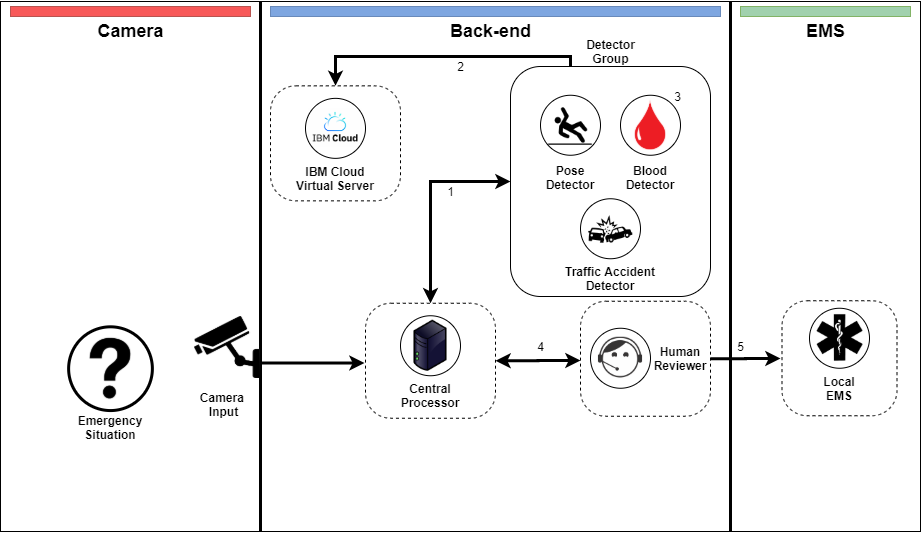 Camera
Back-end
EMS
Detector
Group
2
IBM Cloud
IBM Cloud
Virtual Server
3
Pose
Detector
Blood
Detector
1
Traffic Accident
Detector
Emergency
Situation
Camera
Input
Central
Processor
4
Human
Reviewer
5
Local
EMS